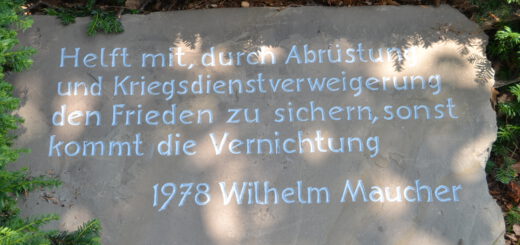 Helft mit, durch Abrüstung
und Kriegsdienstverweigerung
den Frieden zu sichern, sonst
kommt die Vernichtung
1978 Wilhelm Maucher